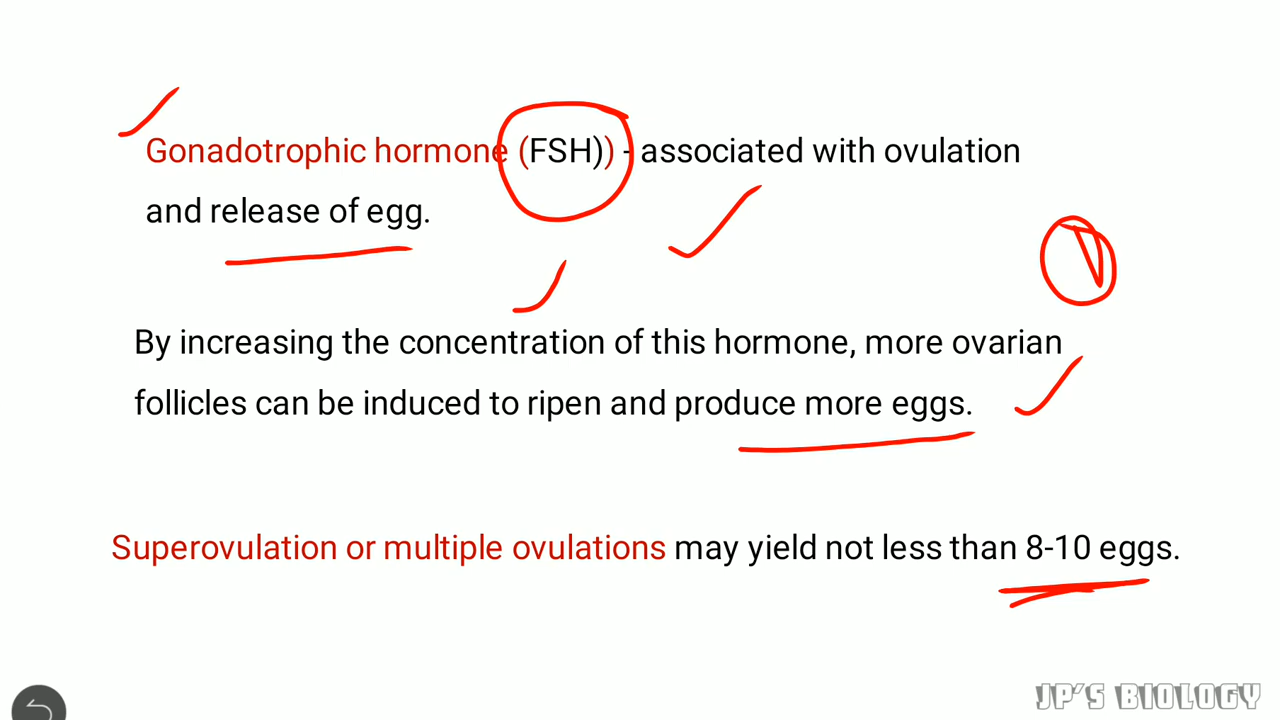 Gonadotrophic hormone (FSH)) - associated with ovulation
and release of egg.
By increasing the concentration of this hormone, more ovarian
follicles can be induced to ripen and produce more eggs.
Superovulation or multiple ovulations may yield not less than 8-10 eggs.
JP'S BIOLOGY